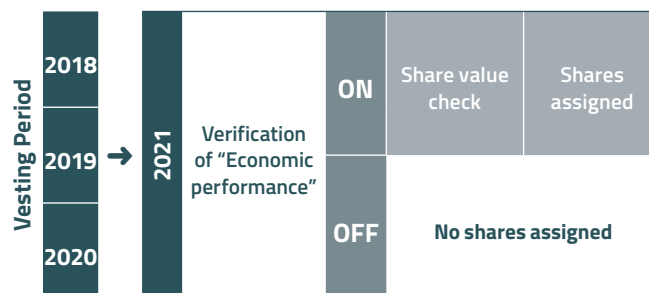 Vesting Period
2018
2019
2020
➜
2021
Verification
of “Economic
performance”
ON
Share value
check
Shares
assigned
OFF
No shares assigned